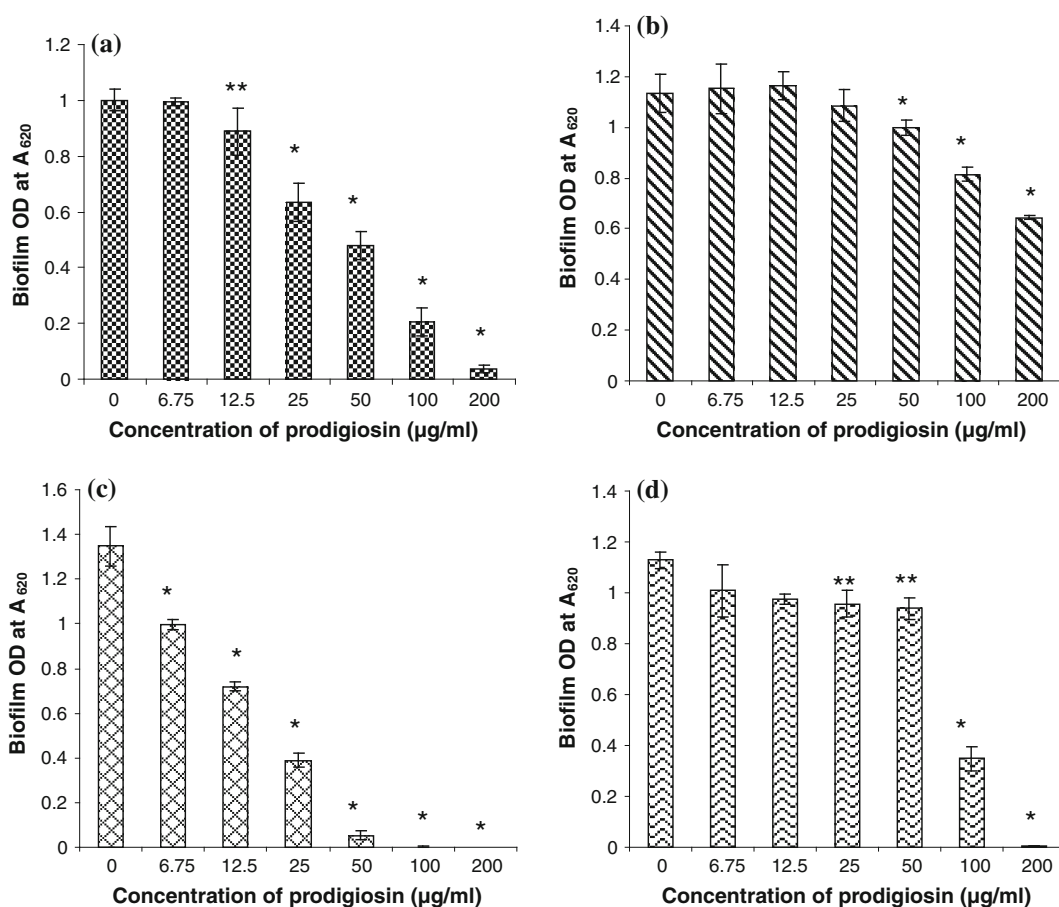 (a)
1.2
1
0.8
0.6
0.4
0.2
0
Biofilm OD at A620
** * * * *
0 6.75 12.5 25 50 100 200
Concentration of prodigiosin (µg/ml)
(b)
1.4
1.2
1
0.8
0.6
0.4
0.2
0
Biofilm OD at A620
* * *
0 6.75 12.5 25 50 100 200
Concentration of prodigiosin (µg/ml)
(c)
1.6
1.4
1.2
1
0.8
0.6
0.4
0.2
0
Biofilm OD at A620
* * * * * *
0 6.75 12.5 25 50 100 200
Concentration of prodigiosin (µg/ml)
(d)
1.4
1.2
1
0.8
0.6
0.4
0.2
0
Biofilm OD at A620
** ** * *
0 6.75 12.5 25 50 100 200
Concentration of prodigiosin (µg/ml)